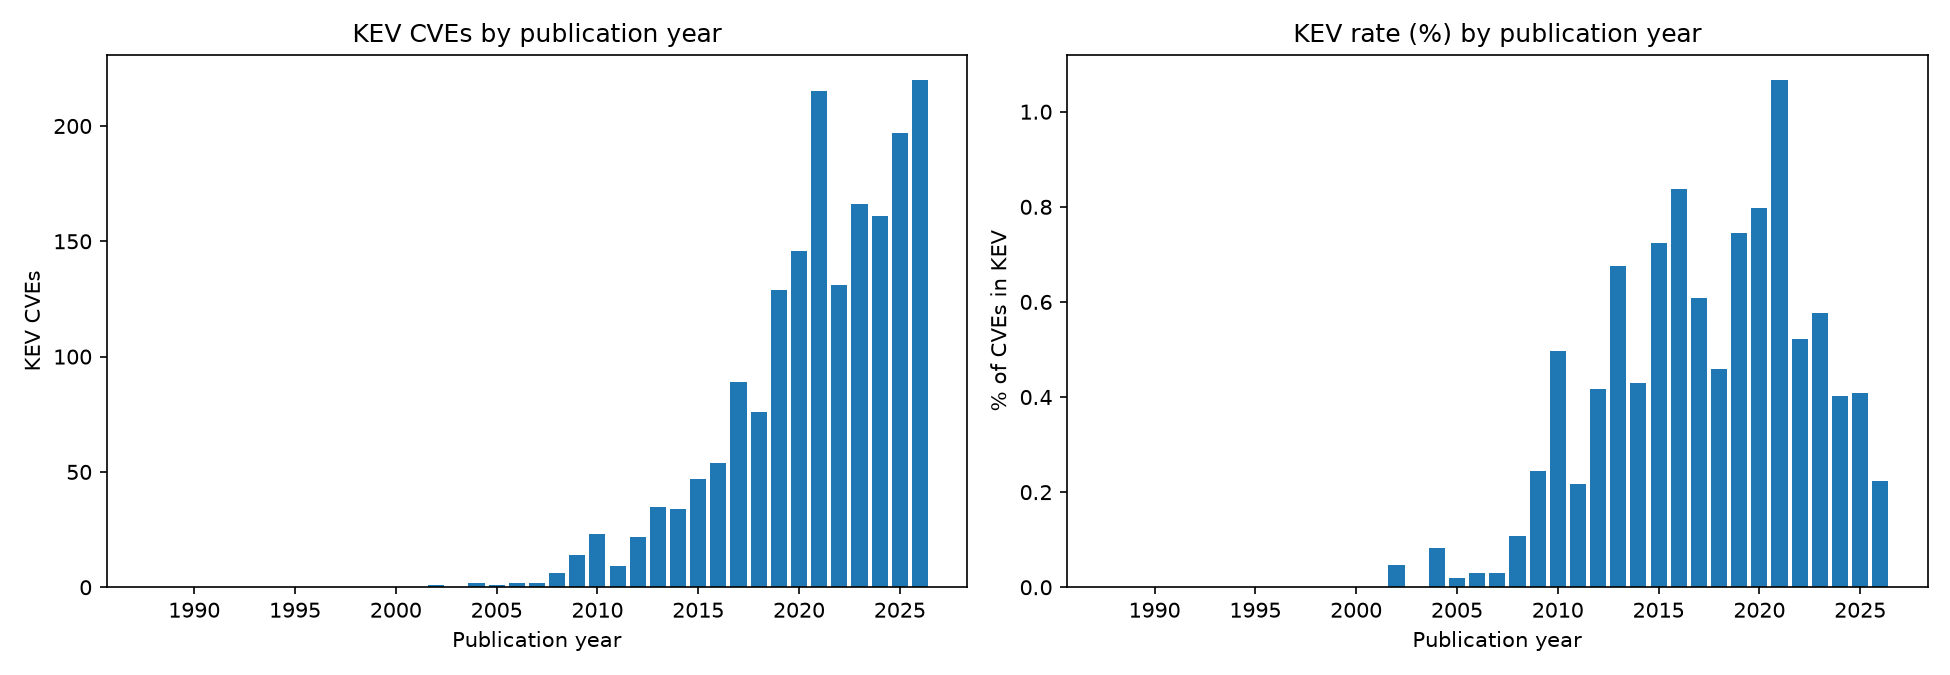 KEV CVEs by publication year
KEV CVEs
200
150
100
50
0
1990 1995 2000 2005 2010 2015 2020 2025
Publication year
KEV rate (%) by publication year
% of CVEs in KEV
1.0
0.8
0.6
0.4
0.2
0.0
1990 1995 2000 2005 2010 2015 2020 2025
Publication year